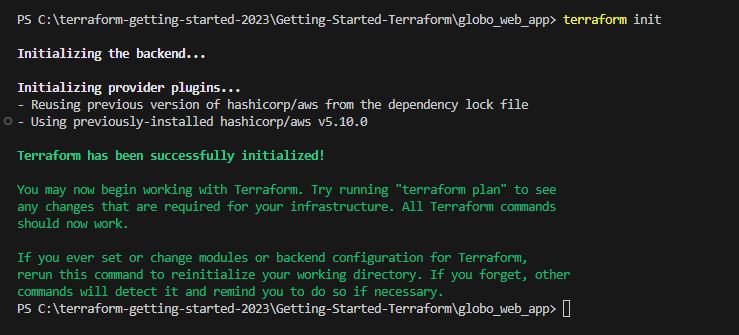 PS C:\terraform-getting-started-2023\Getting-Started-Terraform\globo_web_app> terraform init
Initializing the backend...
Initializing provider plugins...
- Reusing previous version of hashicorp/aws from the dependency lock file
- Using previously-installed hashicorp/aws v5.10.0
Terraform has been successfully initialized!
You may now begin working with Terraform. Try running "terraform plan" to see
any changes that are required for your infrastructure. All Terraform commands
should now work.
If you ever set or change modules or backend configuration for Terraform,
rerun this command to reinitialize your working directory. If you forget, other
commands will detect it and remind you to do so if necessary.
PS C:\terraform-getting-started-2023\Getting-Started-Terraform\globo_web_app>